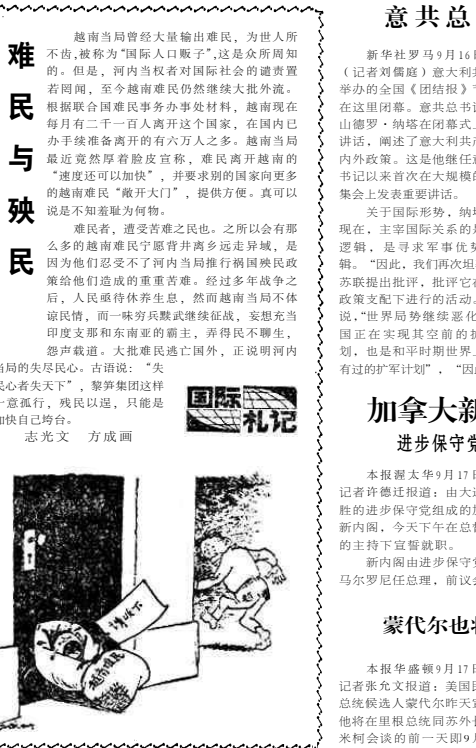 难民与殃民
越南当局曾经大量输出难民，为世人所
不齿，被称为“国际人口贩子”，这是众所周知
的。但是，河内当权者对国际社会的谴责置
若罔闻，至今越南难民仍然继续大批外流。
根据联合国难民事务办事处材料，越南现在
每月有二千一百人离开这个国家，在国内已
办手续准备离开的有六万人之多。越南当局
最近竟然厚着脸皮宣称，难民离开越南的
“速度还可以加快”，并要求别的国家向更多
的越南难民“敞开大门”，提供方便。真可以
说是不知羞耻为何物。
难民者，遭受苦难之民也。之所以会有那
么多的越南难民宁愿背井离乡远走异域，是
因为他们忍受不了河内当局推行祸国殃民政
策给他们造成的重重苦难。经过多年战争之
后，人民亟待休养生息，然而越南当局不体
谅民情，而一味穷兵黩武继续征战，妄想充当
印度支那和东南亚的霸主，弄得民不聊生，
怨声载道。大批难民逃亡国外，正说明河内
当局的失尽民心。古语说：“失
民心者失天下”，黎笋集团这样
一意孤行，残民以逞，只能是
加快自己垮台。
志光文　方成画
国际
札记
请收下
越南难民
意共总
新华社罗马9月16日
（记者刘儒庭）意大利共
举办的全国《团结报》节
在这里闭幕。意共总书记
山德罗·纳塔在闭幕式上
讲话，阐述了意大利共产
内外政策。这是他继任意
书记以来首次在大规模的
集会上发表重要讲话。
关于国际形势，纳塔
现在，主宰国际关系的是
逻辑，是寻求军事优势
辑。“因此，我们再次坦
苏联提出批评，批评它在
政策支配下进行的活动。
说，“世界局势继续恶化
国正在实现其空前的扩
划，也是和平时期世界上
有过的扩军计划”，“因此
加拿大新
进步保守党
本报渥太华9月17日
记者许德迁报道：由大选
胜的进步保守党组成的加
新内阁，今天下午在总督
的主持下宣誓就职。
新内阁由进步保守党
马尔罗尼任总理，前议会
蒙代尔也将
本报华盛顿9月17日
记者张允文报道：美国民
总统候选人蒙代尔昨天宣
他将在里根总统同苏外长
米柯会谈的前一天即9月